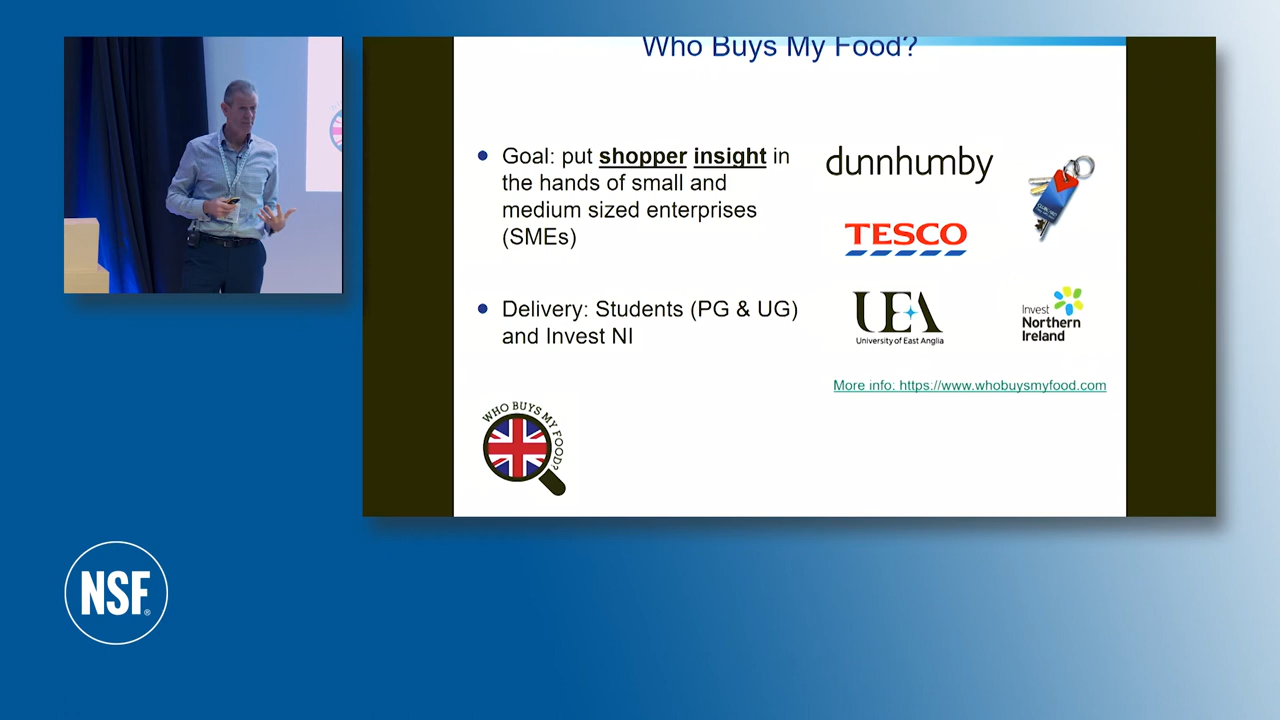 Who Buys My Food?
Goal: put shopper insight in
the hands of small and
medium sized enterprises
(SMEs)
Delivery: Students (PG & UG)
and Invest NI
WHO BUYS MY FOOD?
dunnhumby
TESCO
UEA
University of East Anglia
Invest
Northern
Ireland
More info: https://www.whobuysmyfood.com
NSF®